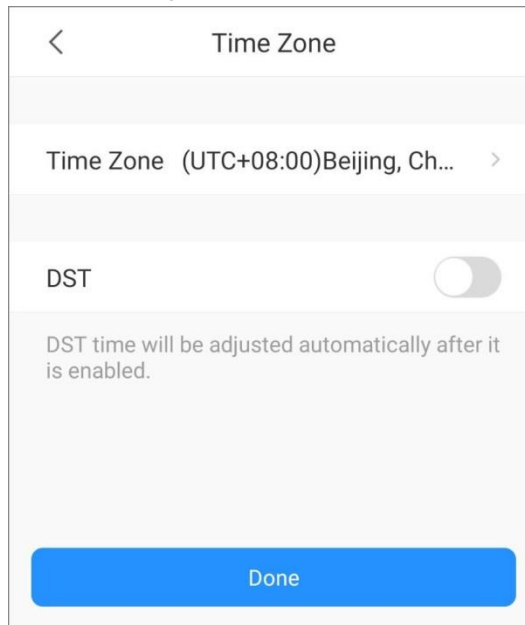 Time Zone
Time Zone (UTC+08:00)Beijing, Ch...
DST
DST time will be adjusted automatically after it
is enabled.
Done